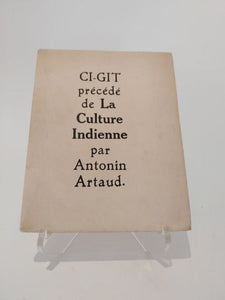 CI-GIT
précédé
de La
Culture
Indienne
par
Antonin
Artaud.